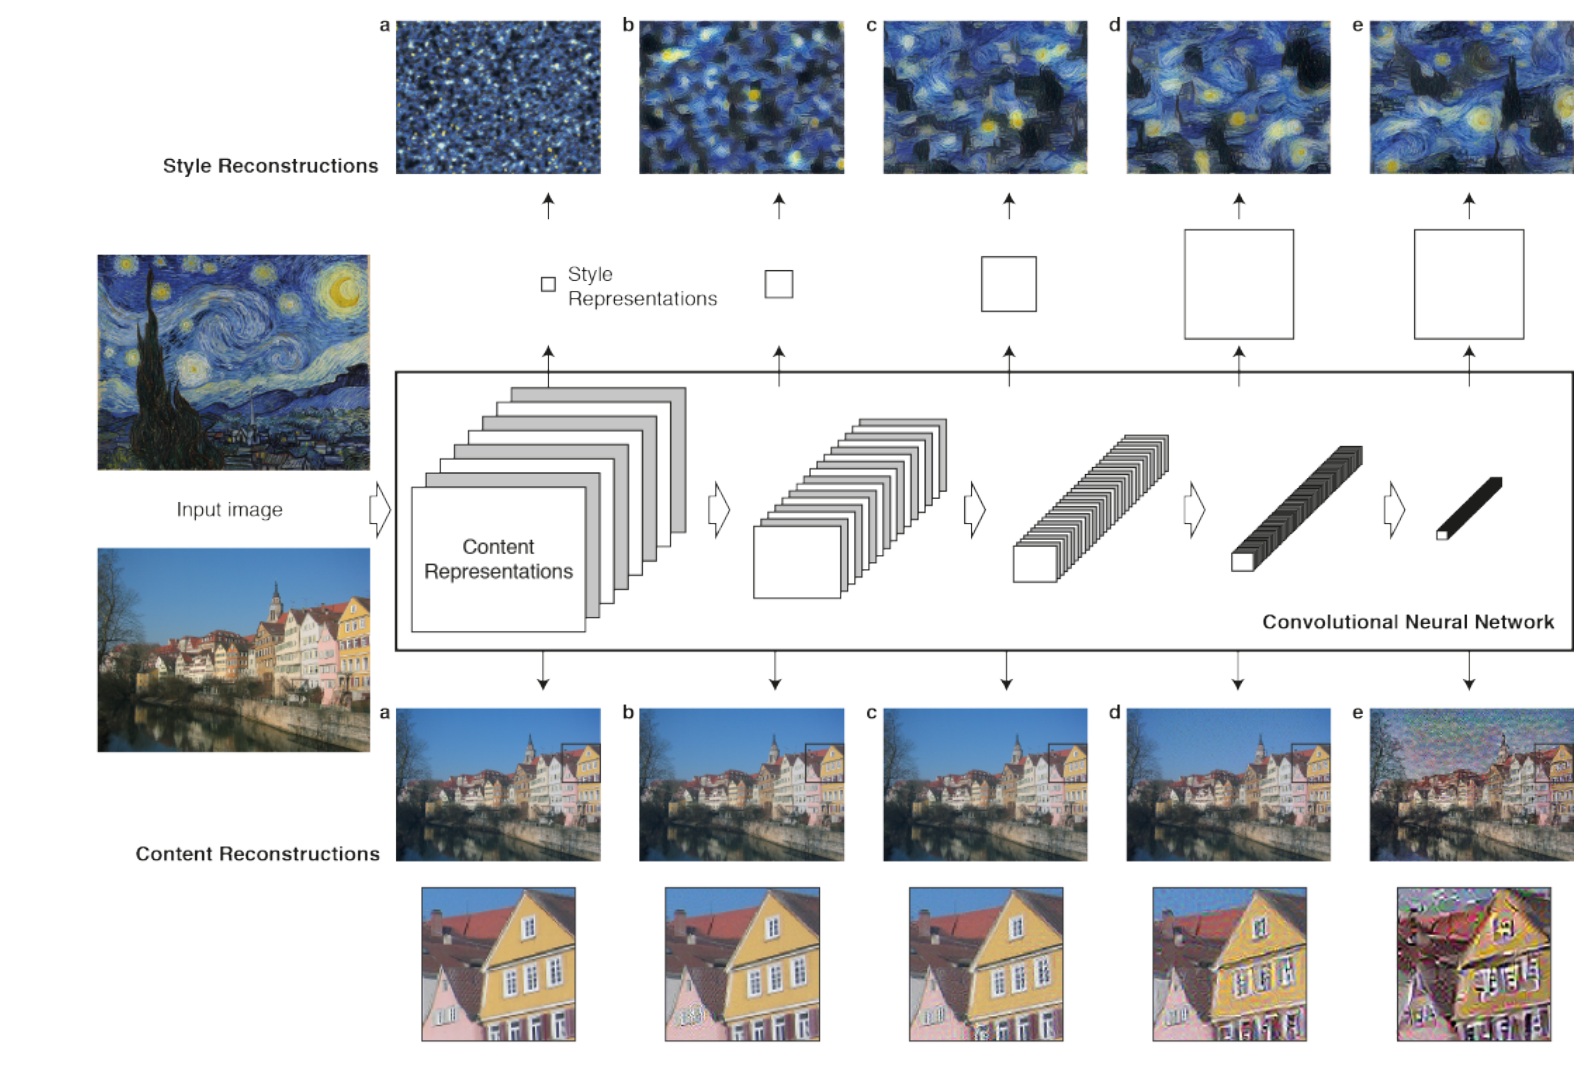 a b c d e
Style Reconstructions
Style
Representations
Input image
Content
Representations
Convolutional Neural Network
a b c d e
Content Reconstructions